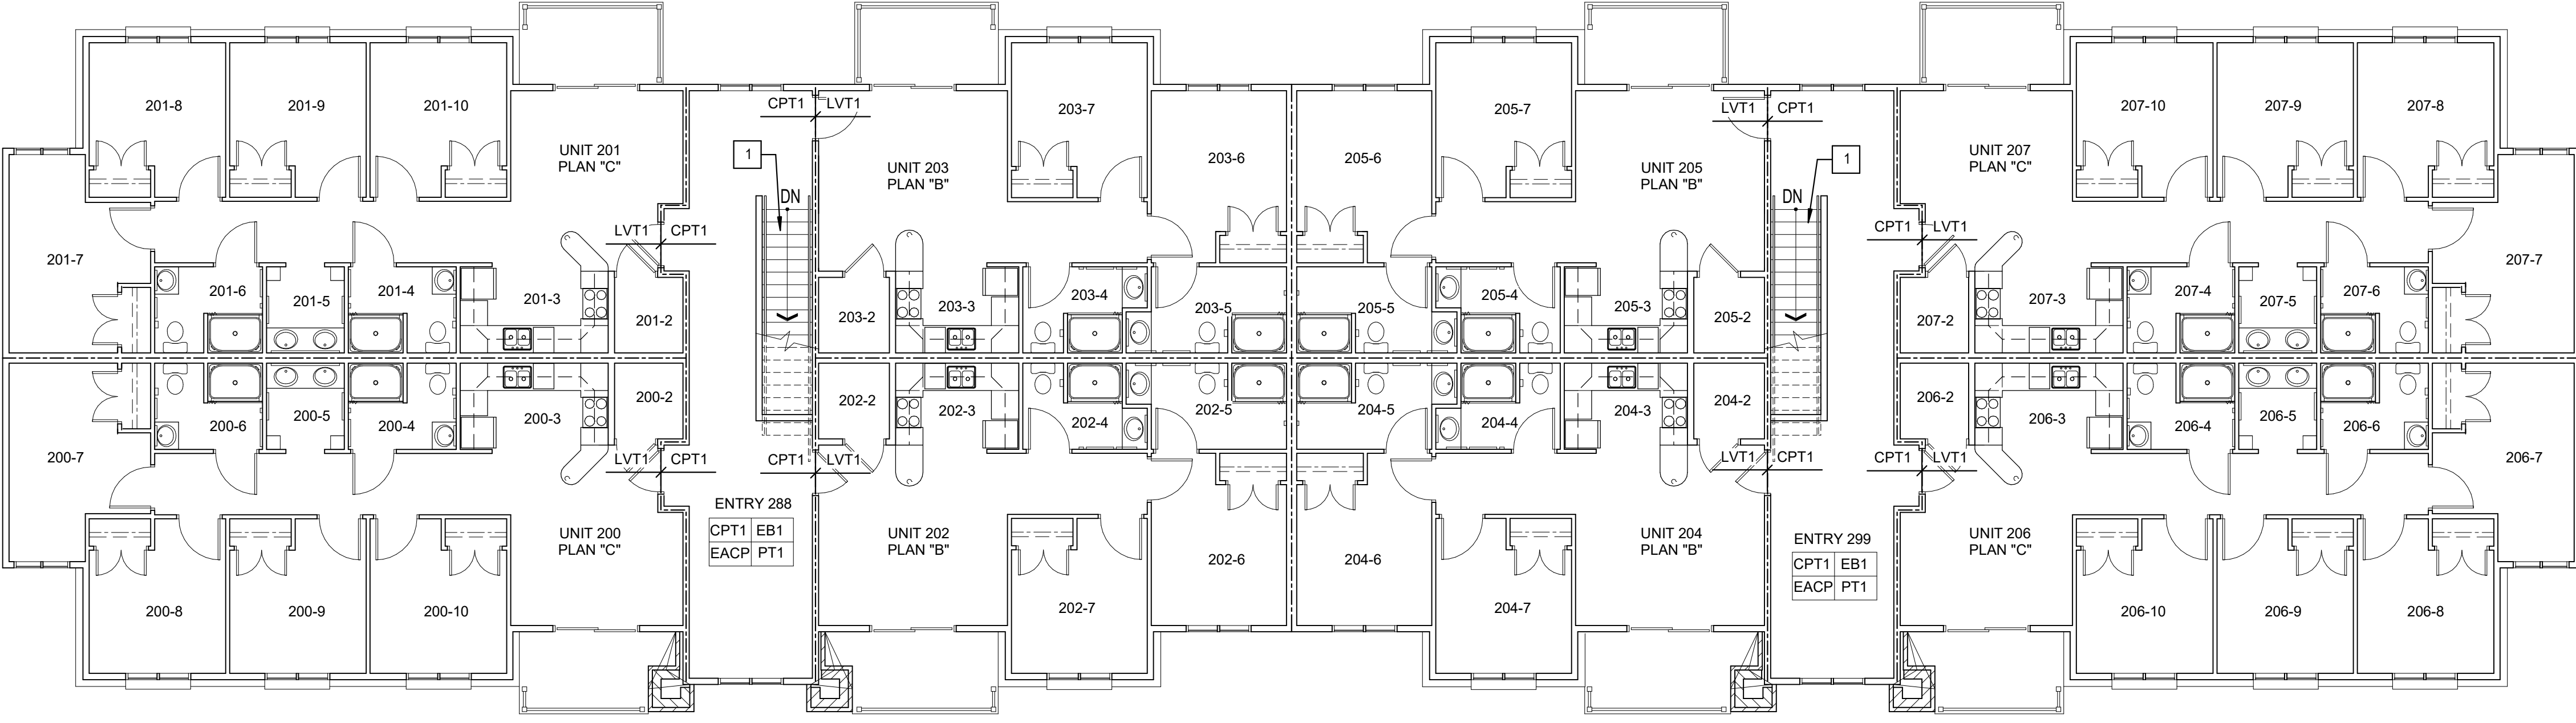 201-8
201-9
201-10
203-7
205-7
207-10
207-9
207-8
CPT1
LVT1
LVT1
CPT1
UNIT 201
PLAN "C"
1
UNIT 203
PLAN "B"
203-6
205-6
UNIT 205
PLAN "B"
1
UNIT 207
PLAN "C"
DN
DN
LVT1
CPT1
CPT1
LVT1
201-7
207-7
201-6
201-5
201-4
201-3
201-2
203-2
203-3
203-4
203-5
205-5
205-4
205-3
205-2
207-2
207-3
207-4
207-5
207-6
200-7
200-6
200-5
200-4
200-3
200-2
202-2
202-3
202-4
202-5
204-5
204-4
204-3
204-2
206-2
206-3
206-4
206-5
206-6
206-7
LVT1
CPT1
CPT1
LVT1
LVT1
CPT1
CPT1
LVT1
ENTRY 288
CPT1 EB1
EACP PT1
ENTRY 299
CPT1 EB1
EACP PT1
UNIT 200
PLAN "C"
UNIT 202
PLAN "B"
202-6
204-6
UNIT 204
PLAN "B"
UNIT 206
PLAN "C"
200-8
200-9
200-10
202-7
204-7
206-10
206-9
206-8